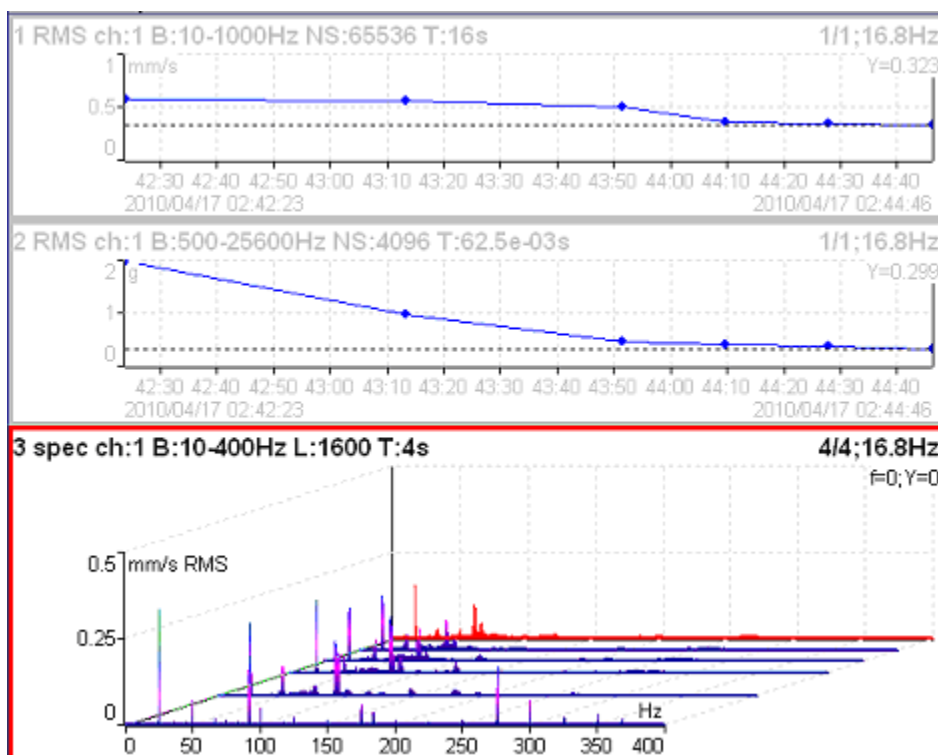 1 RMS ch:1 B:10-1000Hz NS:65536 T:16s 1/1;16.8Hz
1 mm/s Y=0.323
0.5
0
42:30 42:40 42:50 43:00 43:10 43:20 43:30 43:40 43:50 44:00 44:10 44:20 44:30 44:40
2010/04/17 02:42:23 2010/04/17 02:44:46
2 RMS ch:1 B:500-25600Hz NS:4096 T:62.5e-03s 1/1;16.8Hz
2 g Y=0.299
1
0
42:30 42:40 42:50 43:00 43:10 43:20 43:30 43:40 43:50 44:00 44:10 44:20 44:30 44:40
2010/04/17 02:42:23 2010/04/17 02:44:46
3 spec ch:1 B:10-400Hz L:1600 T:4s 4/4;16.8Hz
f=0;Y=0
0.5 mm/s RMS
0.25
0 Hz
0 50 100 150 200 250 300 350 400